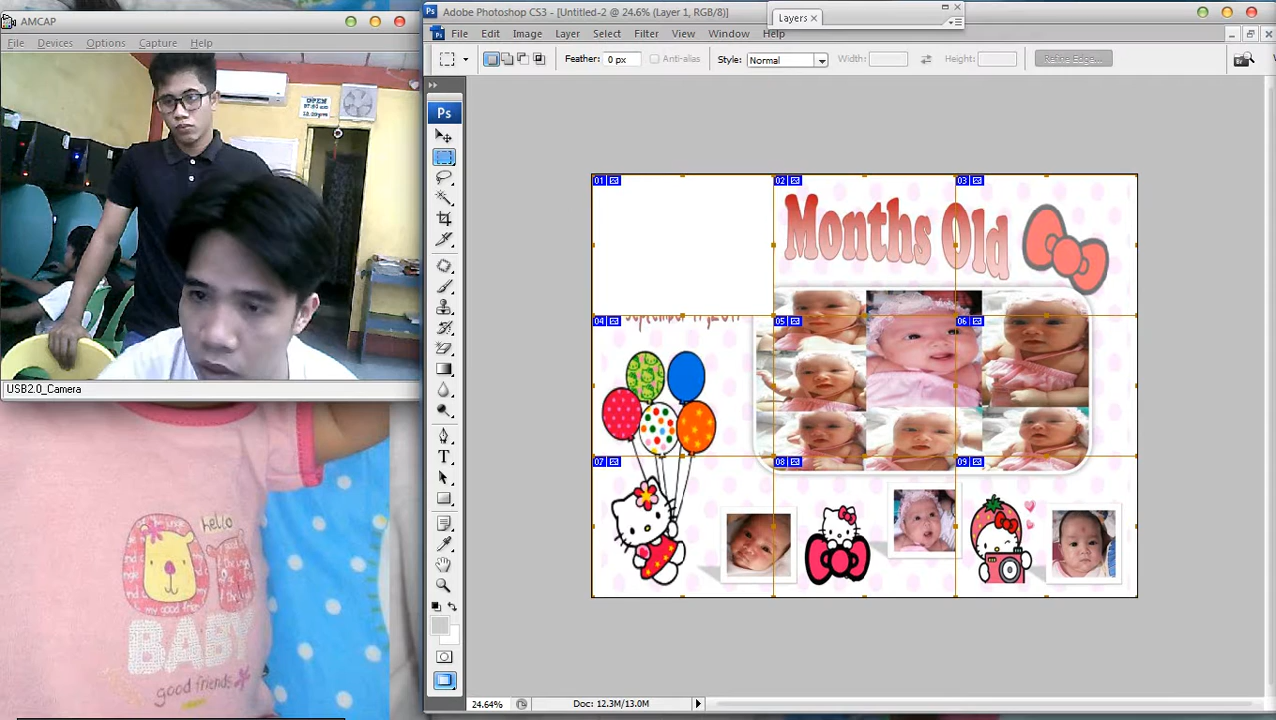 AMCAP
File Devices Options Capture Help
OPEN
USB2.0_Camera
hello
BABY
good friends
Ps Adobe Photoshop CS3 - [Untitled-2 @ 24.6% (Layer 1, RGB/8)]
Layers x
Ps File Edit Image Layer Select Filter View Window Help
Feather: 0 px Anti-alias Style: Normal Width: Height: Refine Edge...
Ps
T
01 02 03
Months Old
04 05 06
07 08 09
24.64% Doc: 12.3M/13.0M